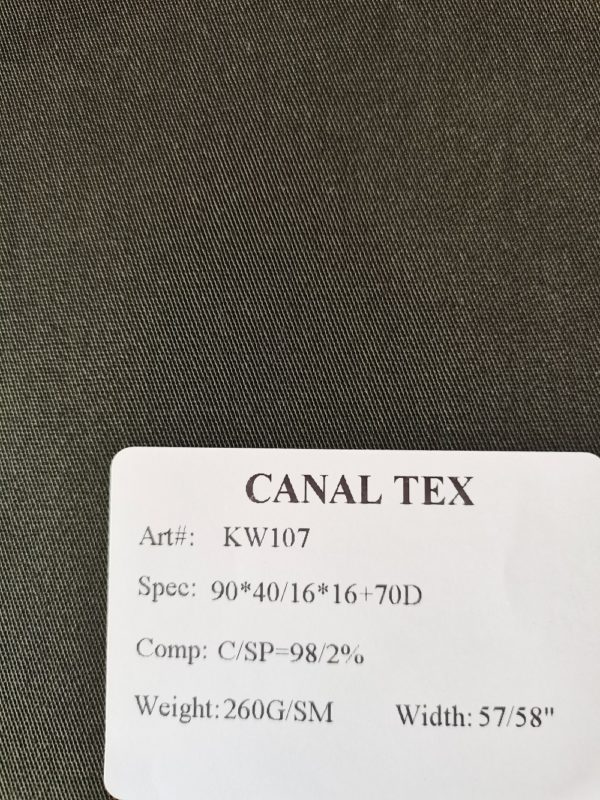 CANAL TEX
Art#: KW107
Spec: 90*40/16*16+70D
Comp: C/SP=98/2%
Weight:260G/SM Width:57/58"